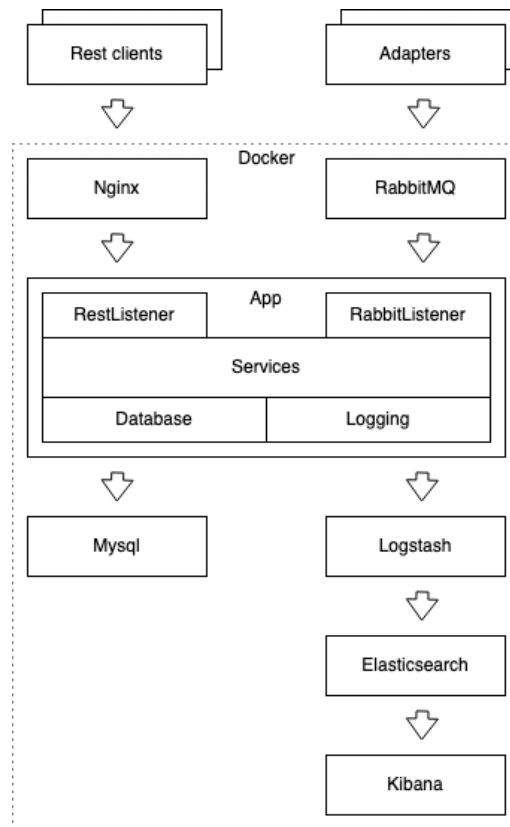 Rest clients
Adapters
Docker
Nginx
RabbitMQ
App
RestListener
RabbitListener
Services
Database
Logging
Mysql
Logstash
Elasticsearch
Kibana